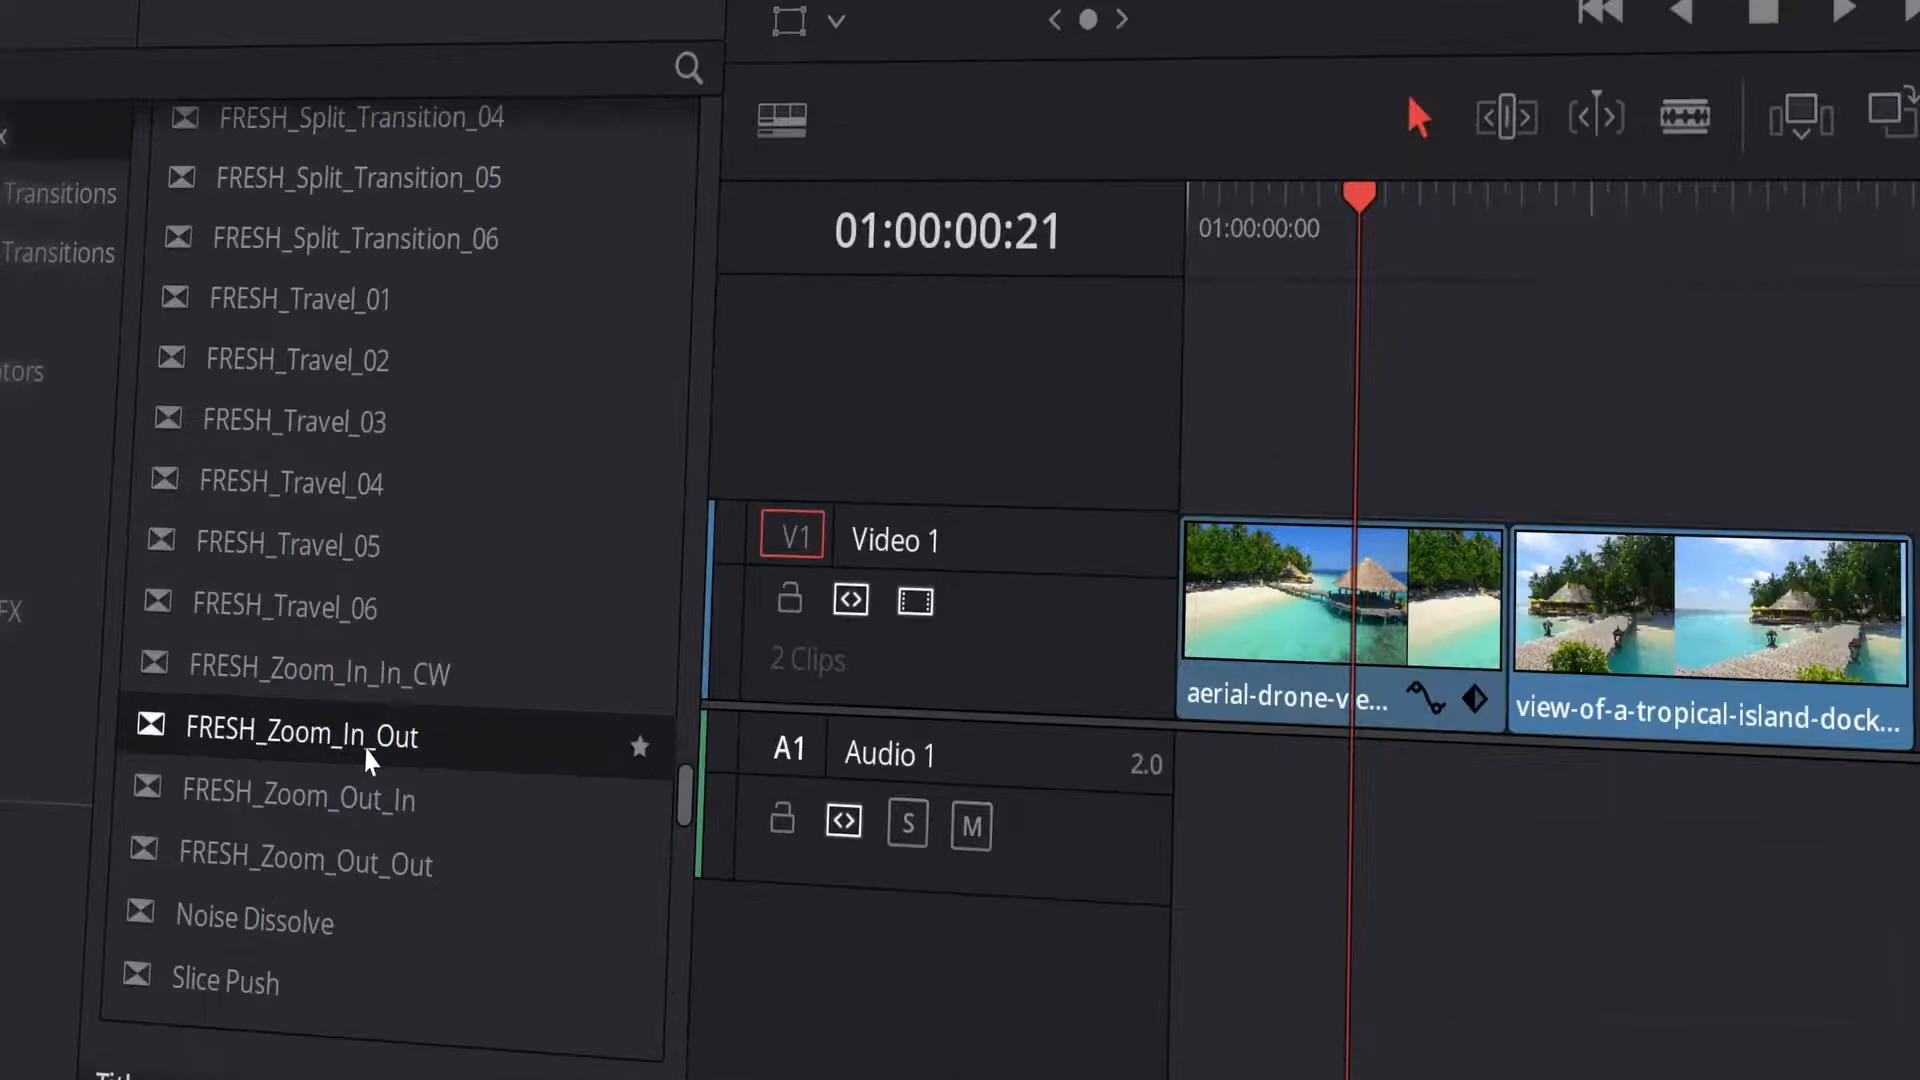 FRESH_Split_Transition_04
FRESH_Split_Transition_05
Transitions
FRESH_Split_Transition_06
Transitions
FRESH_Travel_01
FRESH_Travel_02
tors
FRESH_Travel_03
FRESH_Travel_04
FRESH_Travel_05
FRESH_Travel_06
FX
FRESH_Zoom_In_In_CW
FRESH_Zoom_In_Out
FRESH_Zoom_Out_In
FRESH_Zoom_Out_Out
Noise Dissolve
Slice Push
01:00:00:21
01:00:00:00
V1 Video 1
2 Clips
aerial-drone-vie...
view-of-a-tropical-island-dock...
A1 Audio 1 2.0
S M